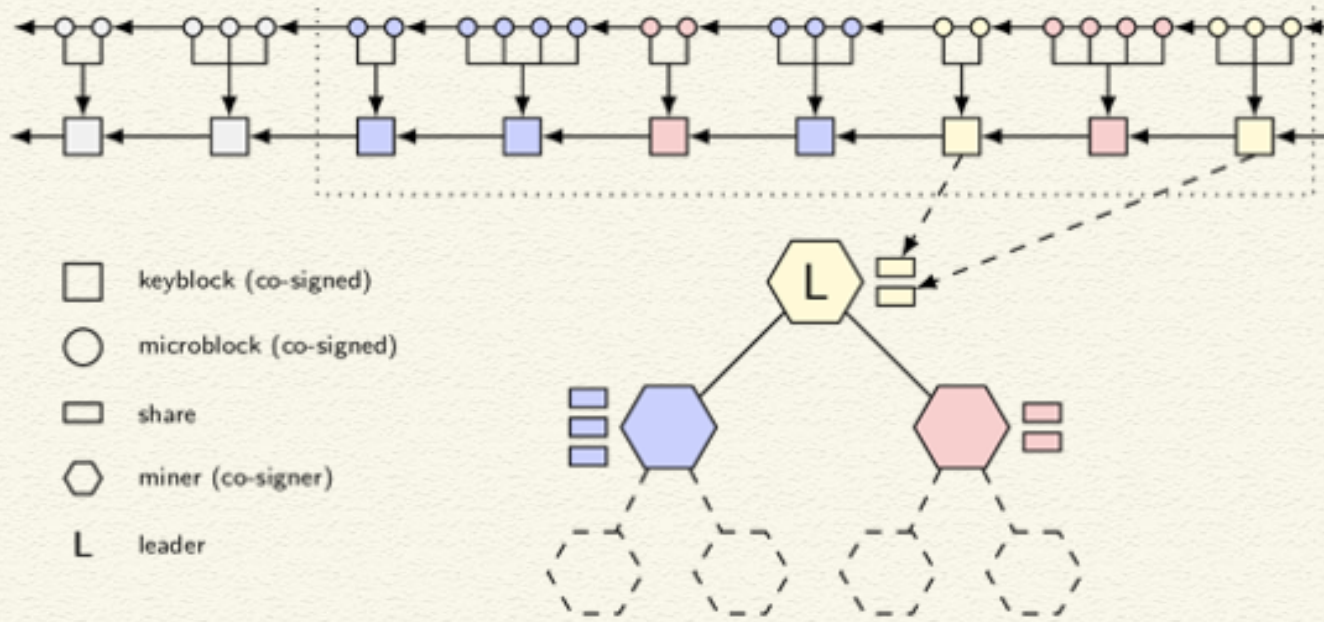 keyblock (co-signed)
L
microblock (co-signed)
share
miner (co-signer)
L leader